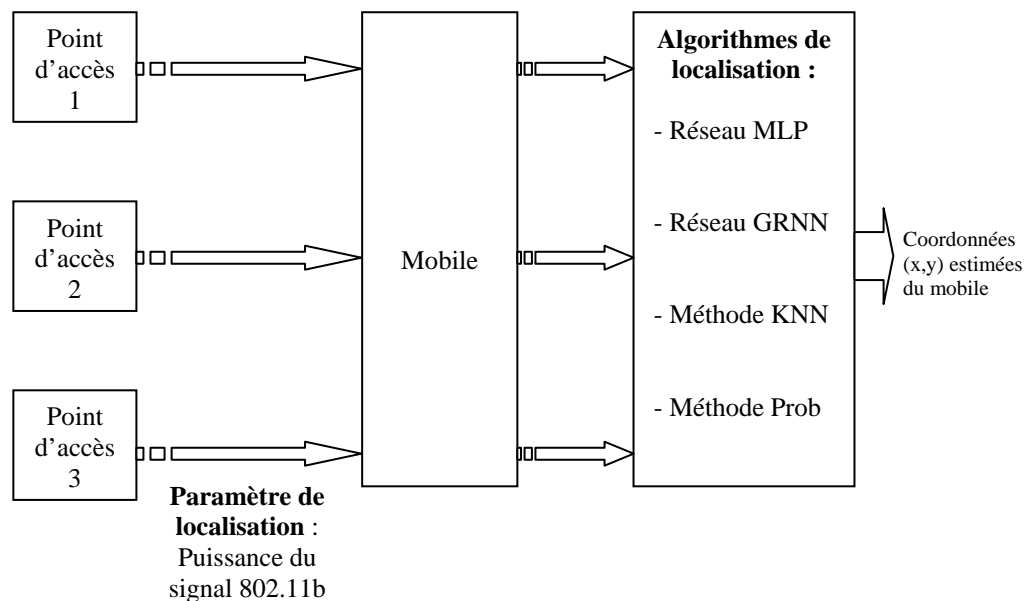 Point
d’accès
1
Point
d’accès
2
Point
d’accès
3
Paramètre de
localisation :
Puissance du
signal 802.11b
Mobile
Algorithmes de
localisation :
- Réseau MLP
- Réseau GRNN
- Méthode KNN
- Méthode Prob
Coordonnées
(x,y) estimées
du mobile